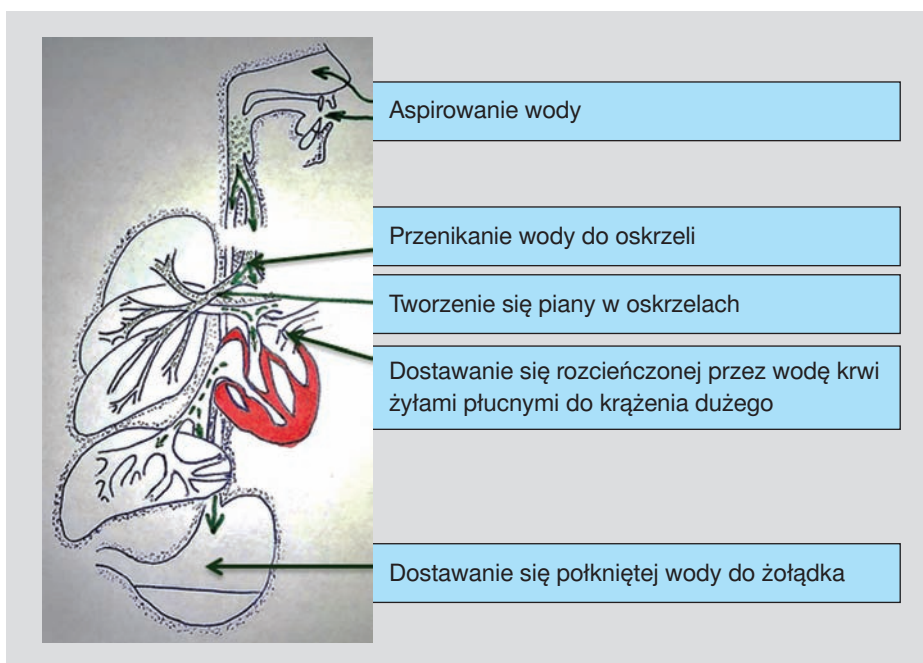 Aspirowanie wody
Przenikanie wody do oskrzeli
Tworzenie się piany w oskrzelach
Dostawanie się rozcieńczonej przez wodę krwi
żyłami płucnymi do krążenia dużego
Dostawanie się połkniętej wody do żołądka